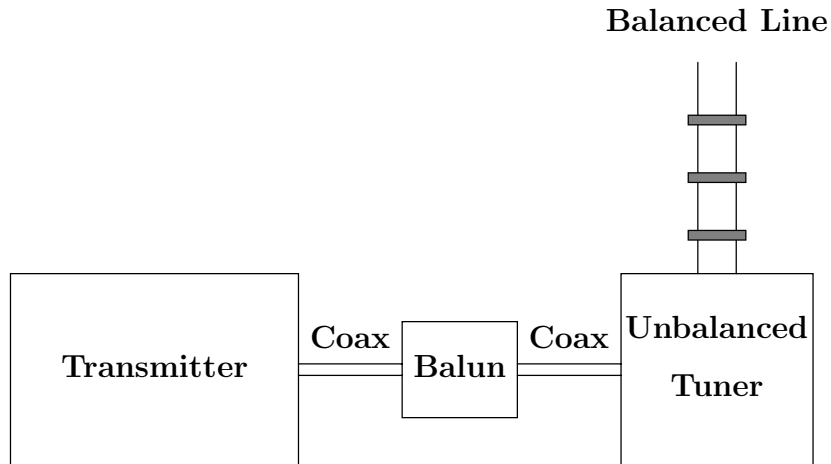 Balanced Line
Coax
Coax
Unbalanced
Transmitter
Balun
Tuner